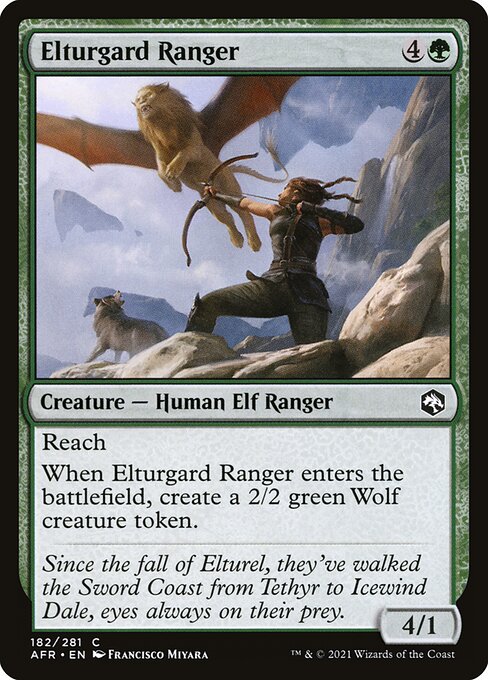 Elturgard Ranger 4
Creature — Human Elf Ranger
Reach
When Elturgard Ranger enters the
battlefield, create a 2/2 green Wolf
creature token.
Since the fall of Elturel, they've walked
the Sword Coast from Tethyr to Icewind
Dale, eyes always on their prey.
4/1
182/281 C
AFR • EN Francisco Miyara
™ & © 2021 Wizards of the Coast